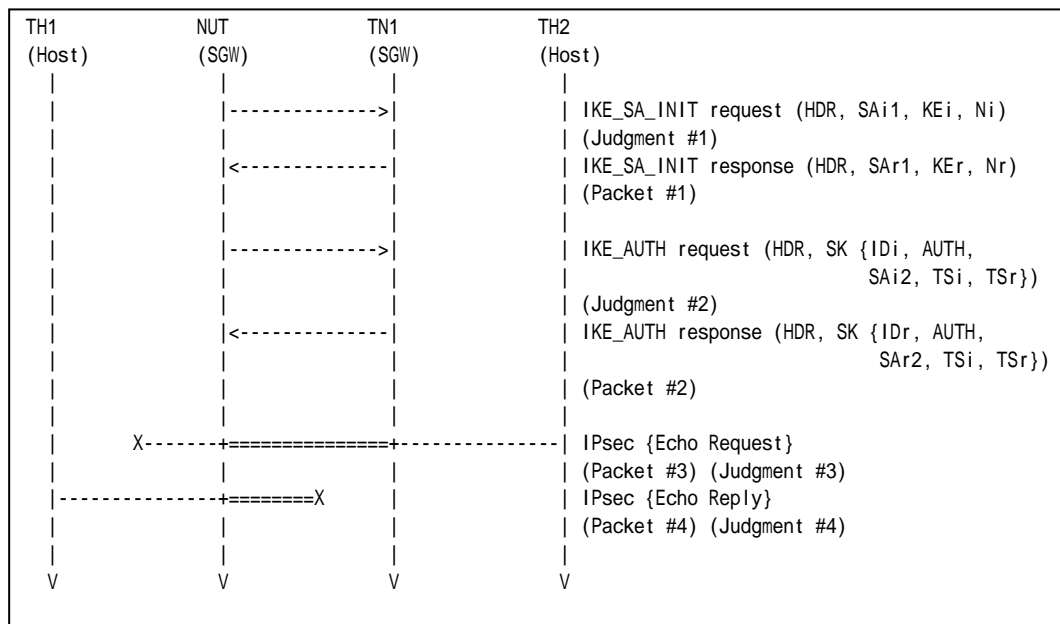 TH1 NUT TN1 TH2
(Host) (SGW) (SGW) (Host)
| | | |
| |-------------->| | IKE_SA_INIT request (HDR, SAi1, KEi, Ni)
| | | | (Judgment #1)
| |<--------------| | IKE_SA_INIT response (HDR, SAr1, KEr, Nr)
| | | | (Packet #1)
| | | |
| |-------------->| | IKE_AUTH request (HDR, SK {IDi, AUTH,
| | | | SAi2, TSi, TSr})
| | | | (Judgment #2)
| |<--------------| | IKE_AUTH response (HDR, SK {IDr, AUTH,
| | | | SAr2, TSi, TSr})
| | | | (Packet #2)
| | | |
| X-------+===============+---------------| IPsec {Echo Request}
| | | | (Packet #3) (Judgment #3)
|---------------+========X | | IPsec {Echo Reply}
| | | | (Packet #4) (Judgment #4)
| | | |
V V V V